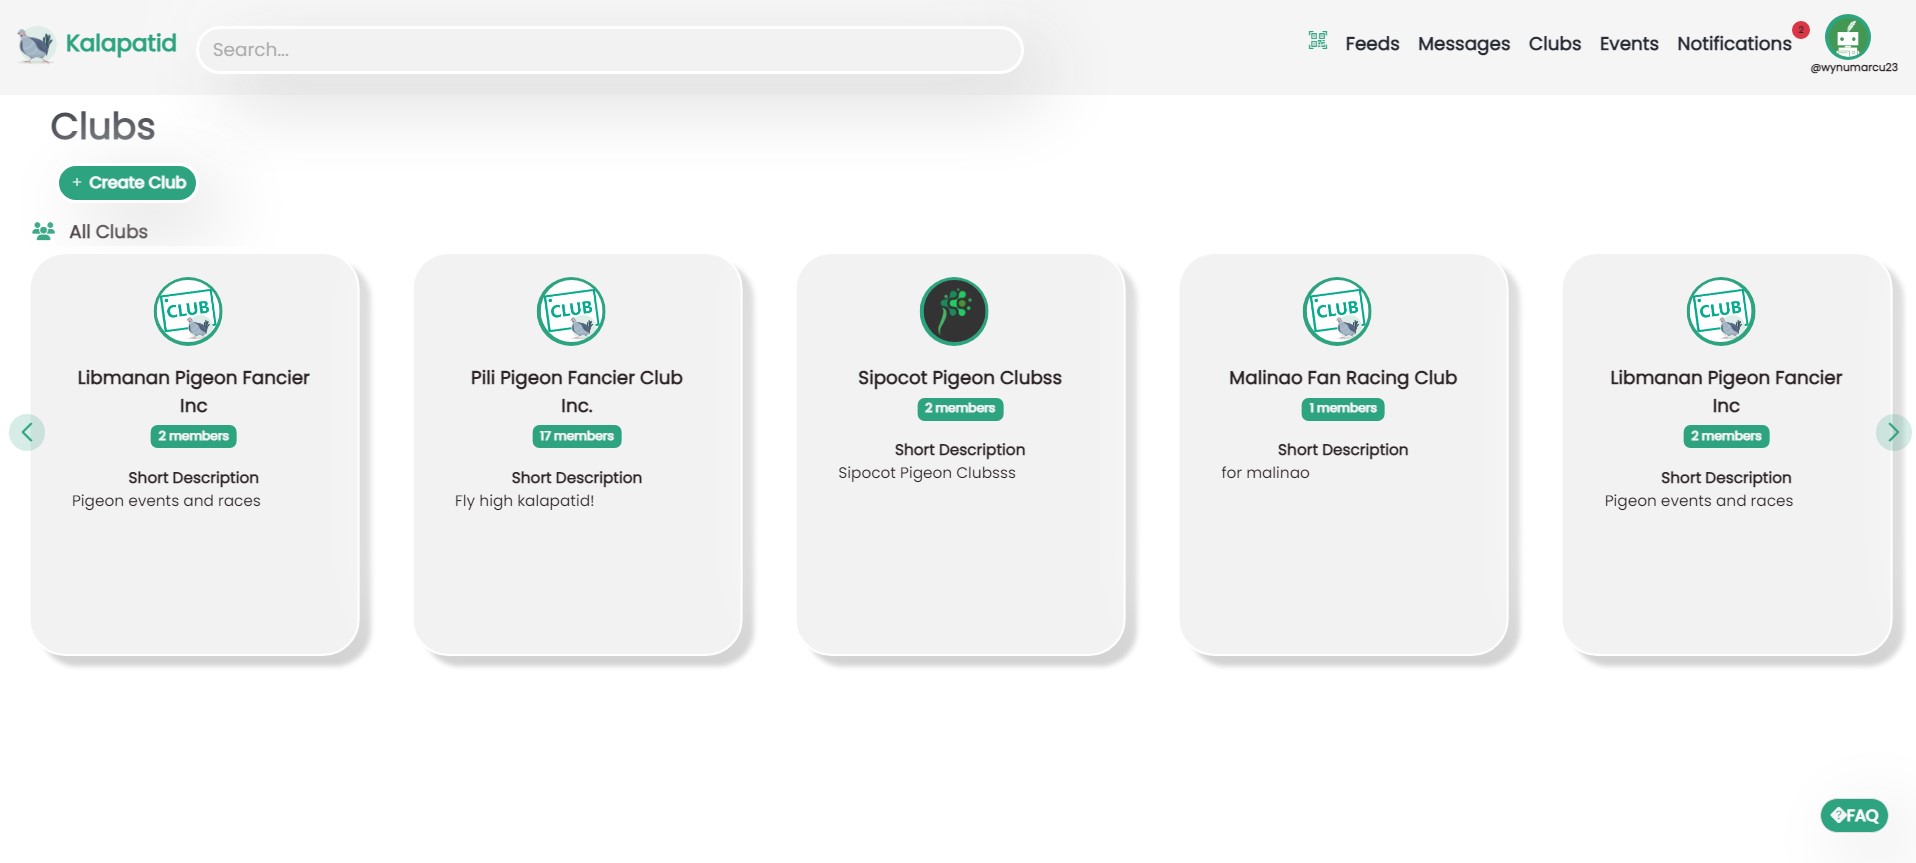 Kalapatid
Search...
Feeds Messages Clubs Events Notifications 2
@wynumarcu23
Clubs
+ Create Club
All Clubs
CLUB
Libmanan Pigeon Fancier
Inc
2 members
Short Description
Pigeon events and races
CLUB
Pili Pigeon Fancier Club
Inc.
17 members
Short Description
Fly high kalapatid!
Sipocot Pigeon Clubss
2 members
Short Description
Sipocot Pigeon Clubsss
CLUB
Malinao Fan Racing Club
1 members
Short Description
for malinao
CLUB
Libmanan Pigeon Fancier
Inc
2 members
Short Description
Pigeon events and races
�FAQ